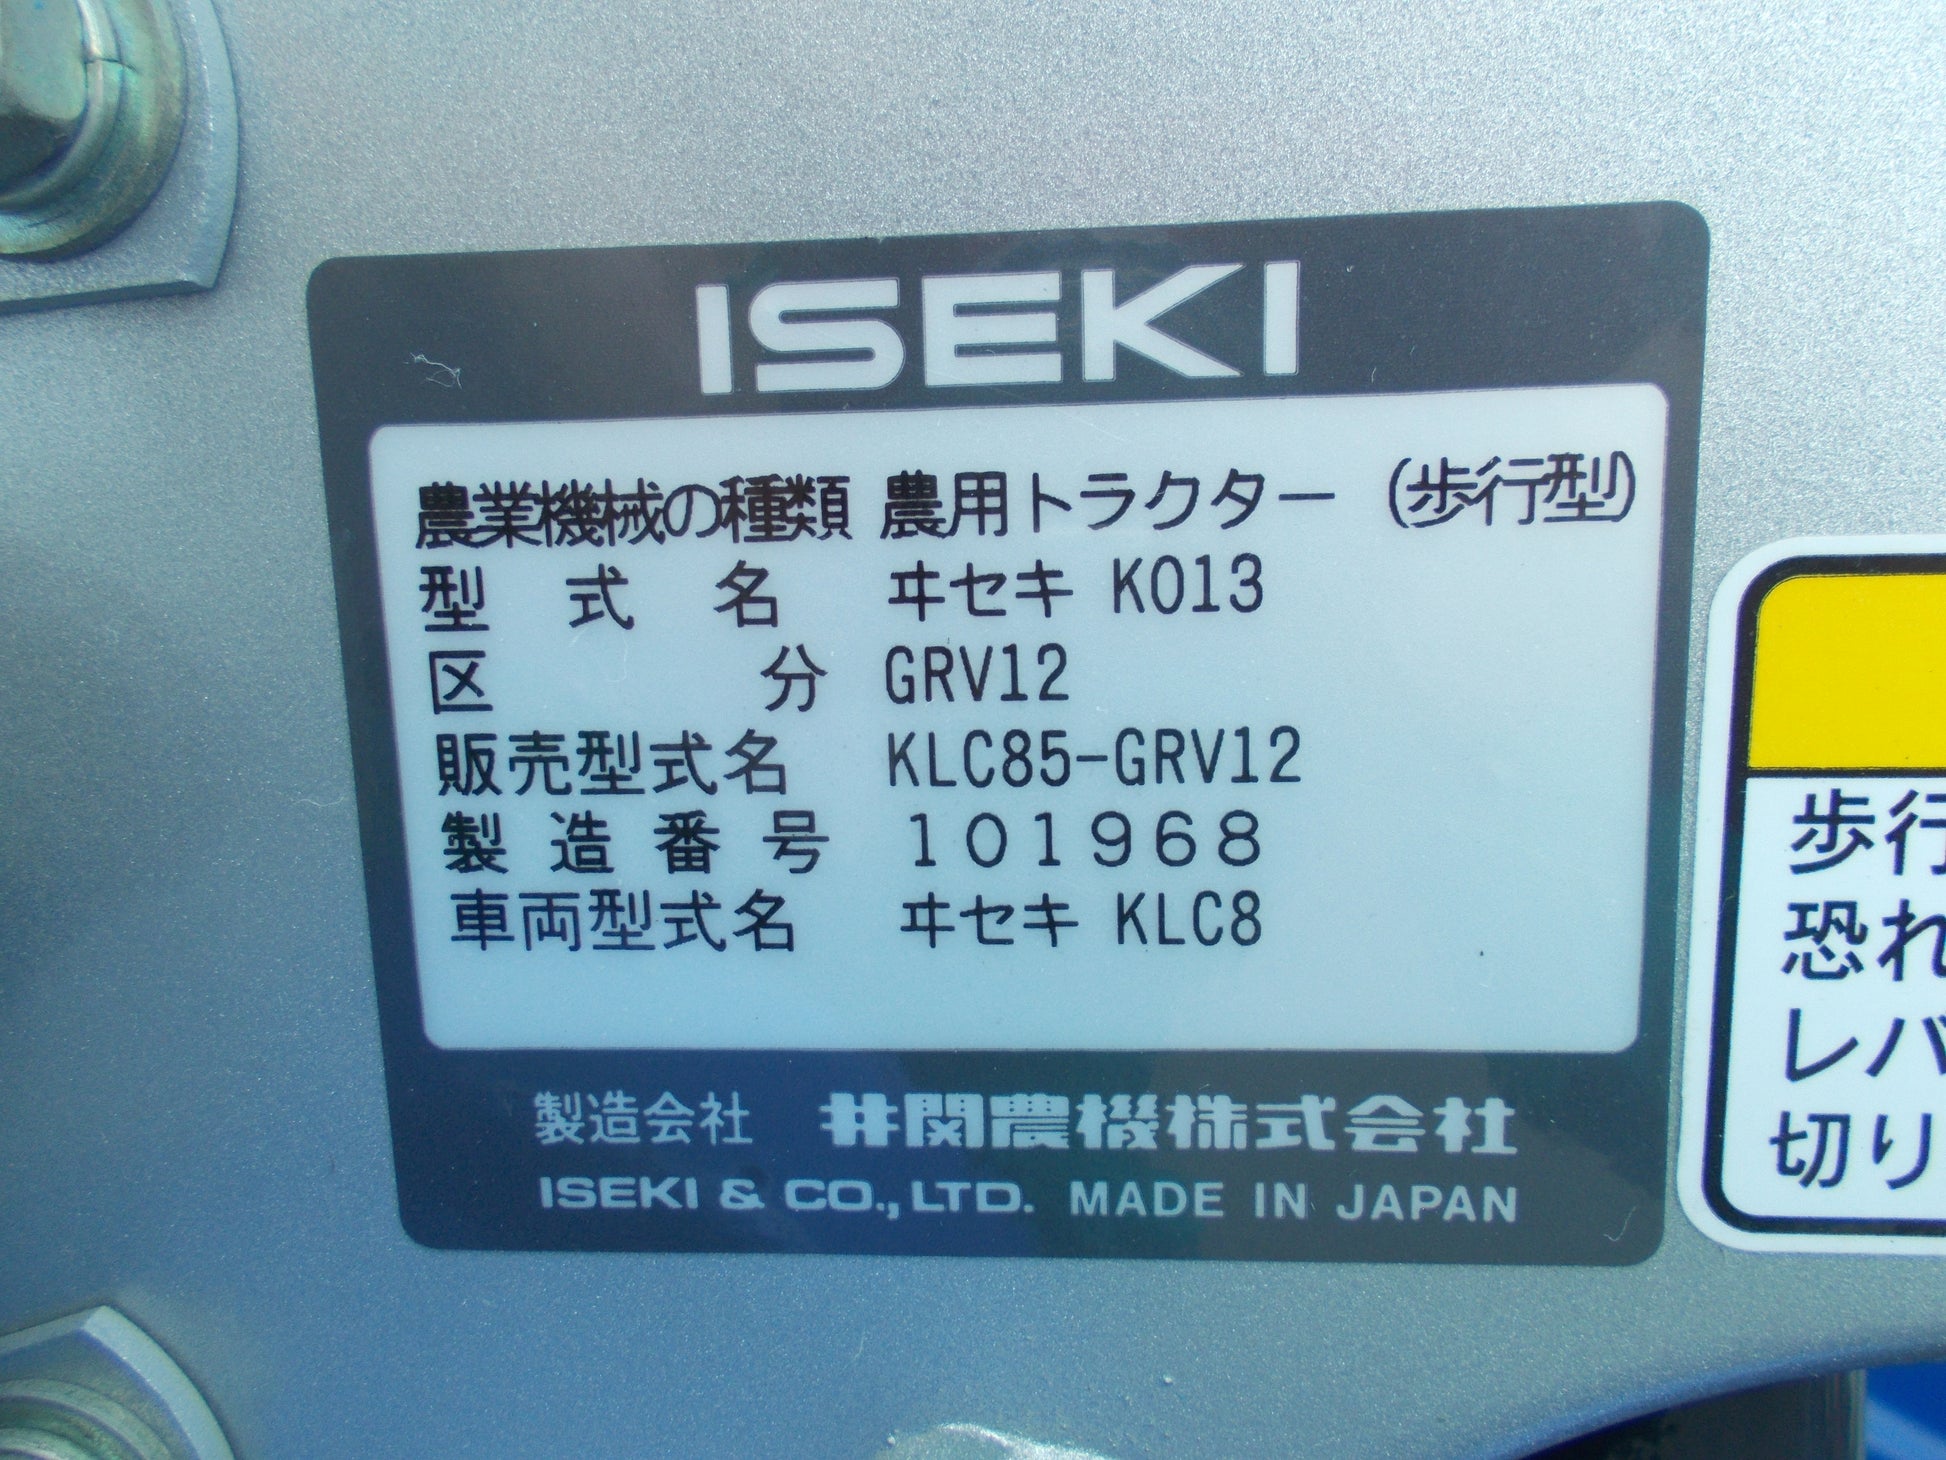 ISEKI
農業機械の種類 農用トラクター (歩行型)
型式名 ヰセキ K013
区分 GRV12
販売型式名 KLC85-GRV12
製造番号 101968
車両型式名 ヰセキ KLC8
製造会社 井関農機株式会社
ISEKI & CO., LTD. MADE IN JAPAN
歩行
恐れ
レバ
切り